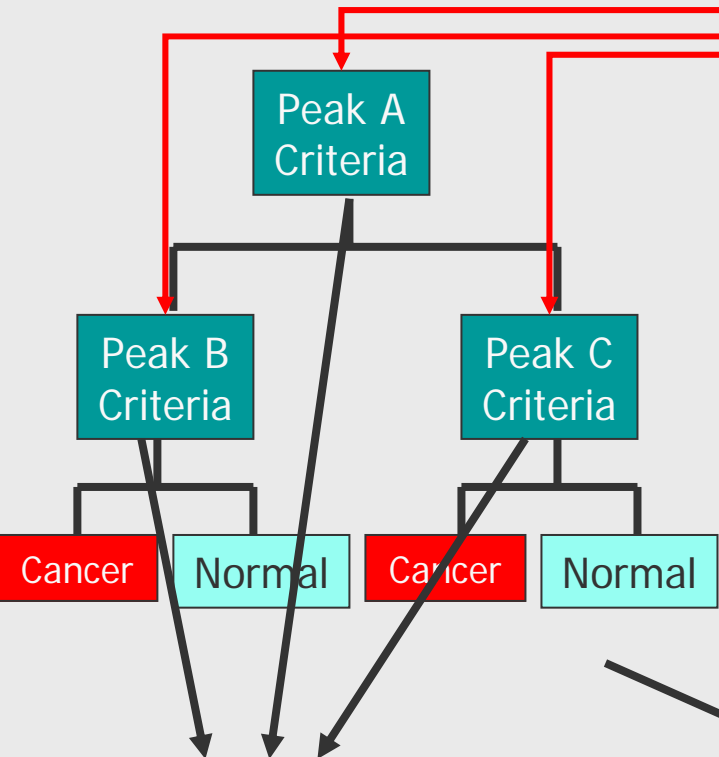 Peak A
Criteria
Peak B
Criteria
Peak C
Criteria
Cancer
Normal
Cancer
Normal